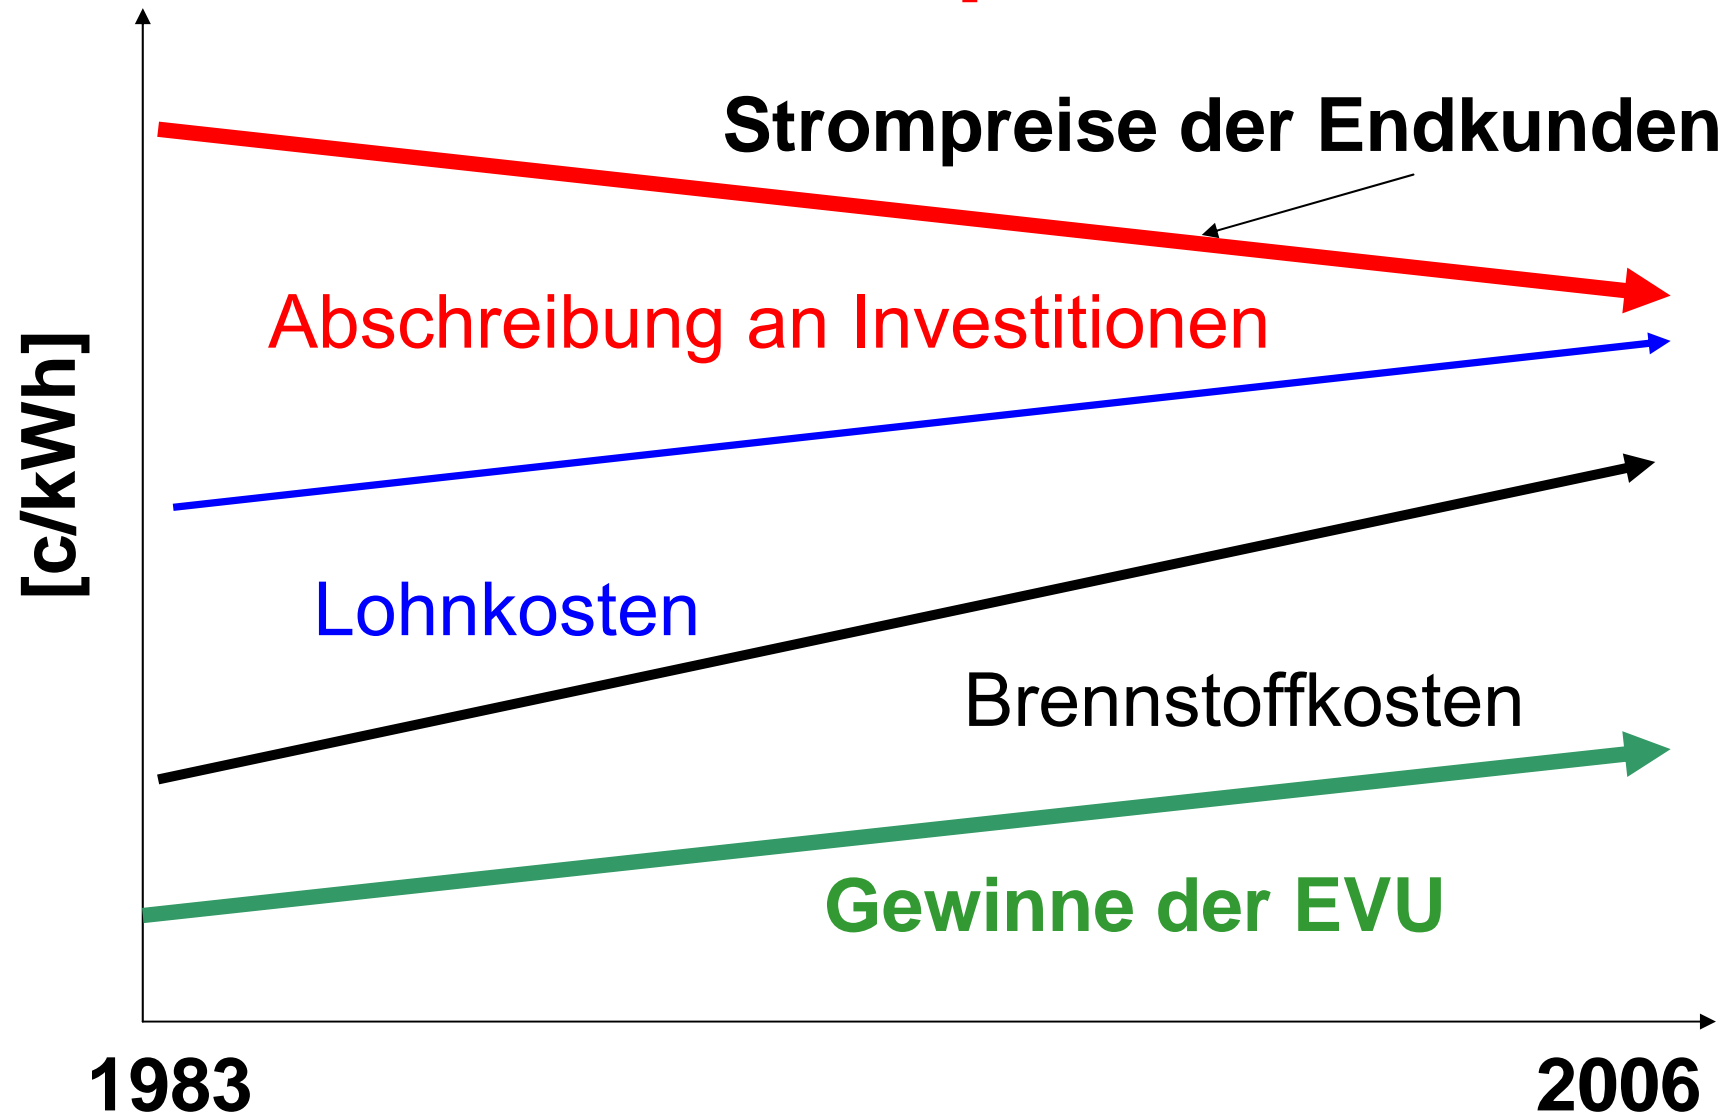 Strompreise der Endkunden
Abschreibung an Investitionen
[c/kWh]
Lohnkosten
Brennstoffkosten
Gewinne der EVU
1983
2006